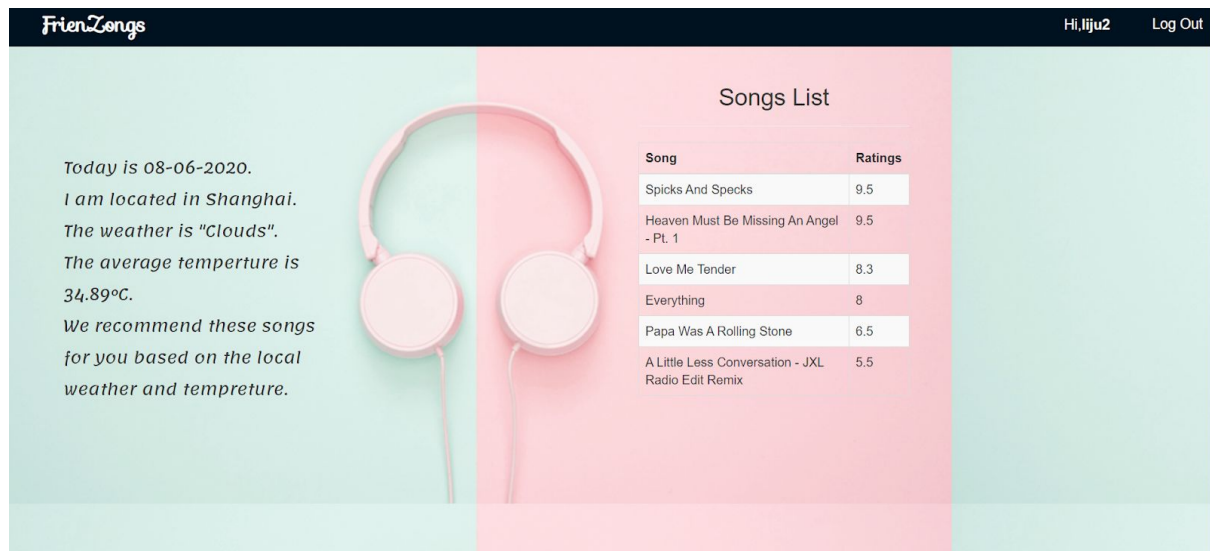 FrienZongs
Hi,liju2 Log Out
Today is 08-06-2020.
I am located in Shanghai.
The weather is "Clouds".
The average temperture is
34.89ºC.
We recommend these songs
for you based on the local
weather and tempreture.
Songs List
Song Ratings
Spicks And Specks 9.5
Heaven Must Be Missing An Angel 9.5
- Pt. 1
Love Me Tender 8.3
Everything 8
Papa Was A Rolling Stone 6.5
A Little Less Conversation - JXL 5.5
Radio Edit Remix